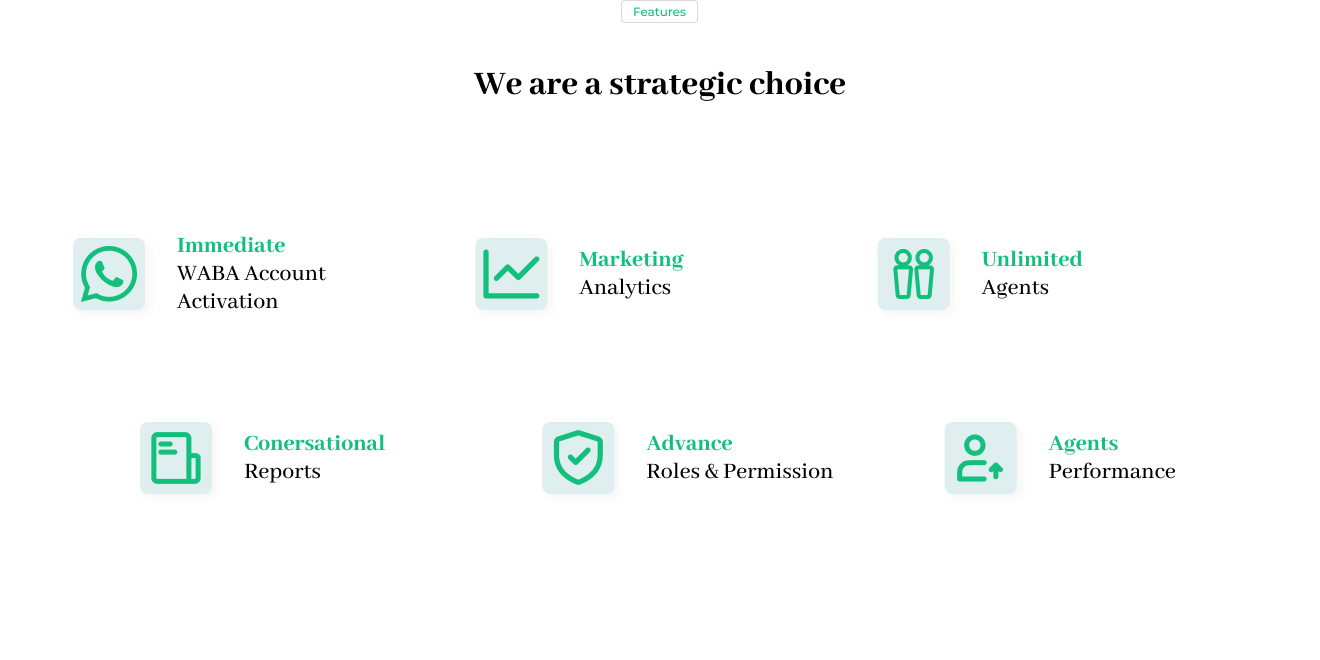 Features
We are a strategic choice
Immediate
WABA Account
Activation
Marketing
Analytics
Unlimited
Agents
Conersational
Reports
Advance
Roles & Permission
Agents
Performance